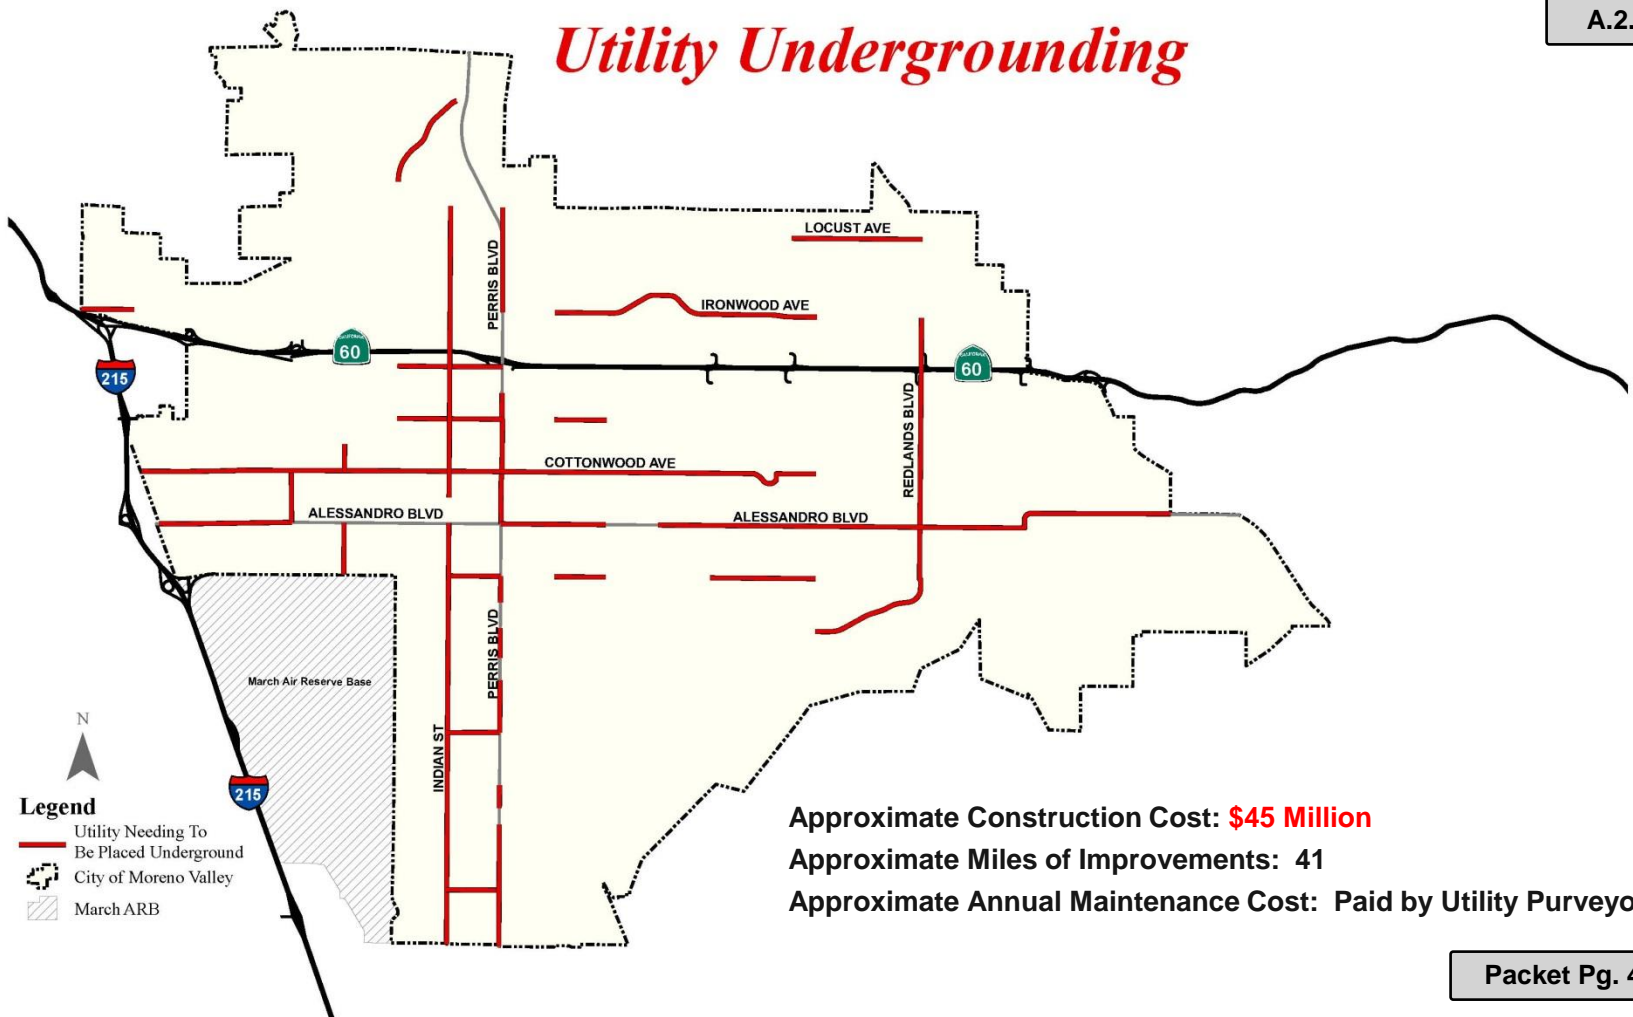 A.2.
Utility Undergrounding
LOCUST AVE
PERRIS BLVD
IRONWOOD AVE
CALIFORNIA
60
CALIFORNIA
60
215
REDLANDS BLVD
COTTONWOOD AVE
ALESSANDRO BLVD
ALESSANDRO BLVD
PERRIS BLVD
March Air Reserve Base
INDIAN ST
N
215
Legend
Utility Needing To
Be Placed Underground
City of Moreno Valley
March ARB
Approximate Construction Cost: $45 Million
Approximate Miles of Improvements: 41
Approximate Annual Maintenance Cost: Paid by Utility Purveyo
Packet Pg. 4